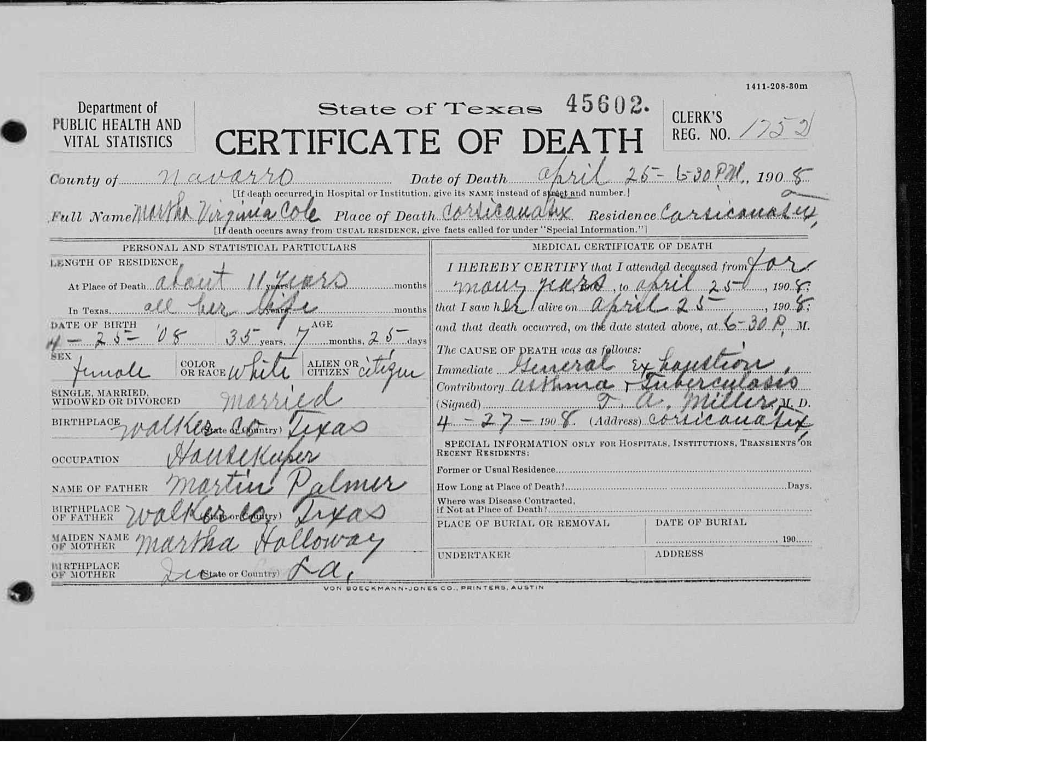 1411-208-30m
Department of
PUBLIC HEALTH AND
VITAL STATISTICS
State of Texas 45602.
CERTIFICATE OF DEATH
CLERK'S
REG. NO. 1752
County of Navarro Date of Death April 25- 6-30 P.M., 1908
[If death occurred in Hospital or Institution, give its NAME instead of street and number.]
Full Name Martha Virginia Cole Place of Death Corsicana Tex Residence Corsicana Tex,
[If death occurs away from USUAL RESIDENCE, give facts called for under "Special Information."]
PERSONAL AND STATISTICAL PARTICULARS
LENGTH OF RESIDENCE,
At Place of Death about 11 Years years months
In Texas all her life years months
DATE OF BIRTH AGE
4-25-'08 35 years, 7 months, 25 days
SEX female COLOR OR RACE white ALIEN OR CITIZEN citizen
SINGLE, MARRIED,
WIDOWED OR DIVORCED Married
BIRTHPLACE (State or Country) Walker Co Texas
OCCUPATION Housekeeper
NAME OF FATHER Martin Palmer
BIRTHPLACE
OF FATHER (State or Country) Walker Co Texas
MAIDEN NAME
OF MOTHER Martha Holloway
BIRTHPLACE
OF MOTHER (State or Country) La,
MEDICAL CERTIFICATE OF DEATH
I HEREBY CERTIFY that I attended deceased from for
many years, to April 25, 1908,
that I saw her alive on April 25, 1908,
and that death occurred, on the date stated above, at 6-30 P. M.
The CAUSE OF DEATH was as follows:
Immediate General Exhaustion,
Contributory Asthma + Tuberculosis
(Signed) T. A. Miller, M. D.
4-27-1908. (Address) Corsicana Tex,
SPECIAL INFORMATION ONLY FOR HOSPITALS, INSTITUTIONS, TRANSIENTS OR
RECENT RESIDENTS:
Former or Usual Residence
How Long at Place of Death? Days.
Where was Disease Contracted,
if Not at Place of Death?
PLACE OF BURIAL OR REMOVAL DATE OF BURIAL
190
UNDERTAKER ADDRESS
VON BOECKMANN-JONES CO., PRINTERS, AUSTIN